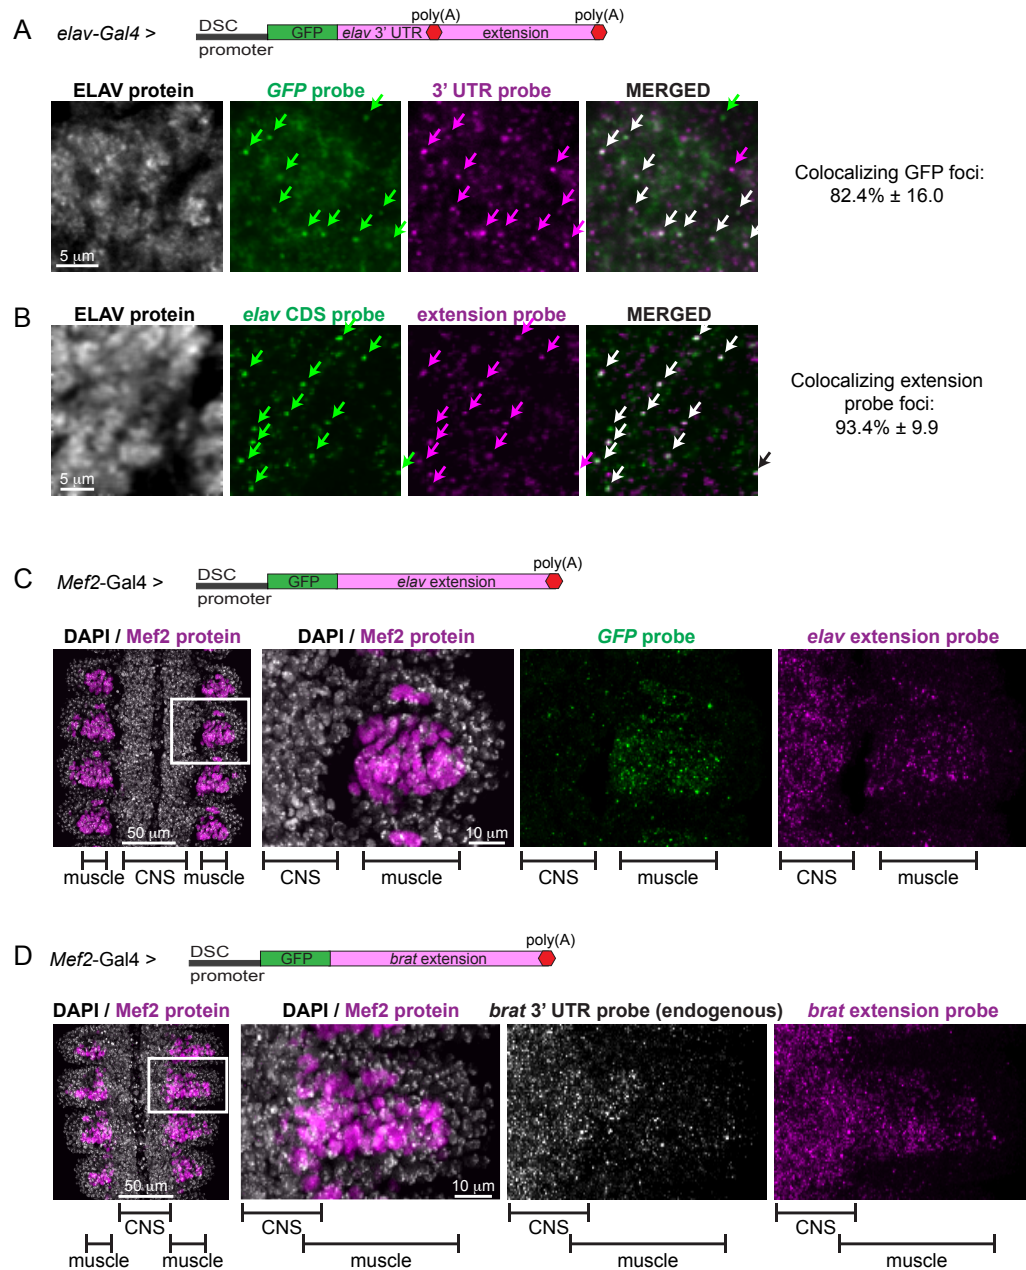 A
elav-Gal4 >
DSC
promoter
GFP
elav 3' UTR
poly(A)
extension
poly(A)
ELAV protein
GFP probe
3' UTR probe
MERGED
5 μm
Colocalizing GFP foci:
82.4% ± 16.0
B
ELAV protein
elav CDS probe
extension probe
MERGED
5 μm
Colocalizing extension
probe foci:
93.4% ± 9.9
C
Mef2-Gal4 >
DSC
promoter
GFP
elav extension
poly(A)
DAPI / Mef2 protein
DAPI / Mef2 protein
GFP probe
elav extension probe
50 μm
10 μm
muscle
CNS
muscle
CNS
muscle
CNS
muscle
CNS
muscle
D
Mef2-Gal4 >
DSC
promoter
GFP
brat extension
poly(A)
DAPI / Mef2 protein
DAPI / Mef2 protein
brat 3' UTR probe (endogenous)
brat extension probe
50 μm
10 μm
CNS
muscle
muscle
CNS
muscle
CNS
muscle
CNS
muscle